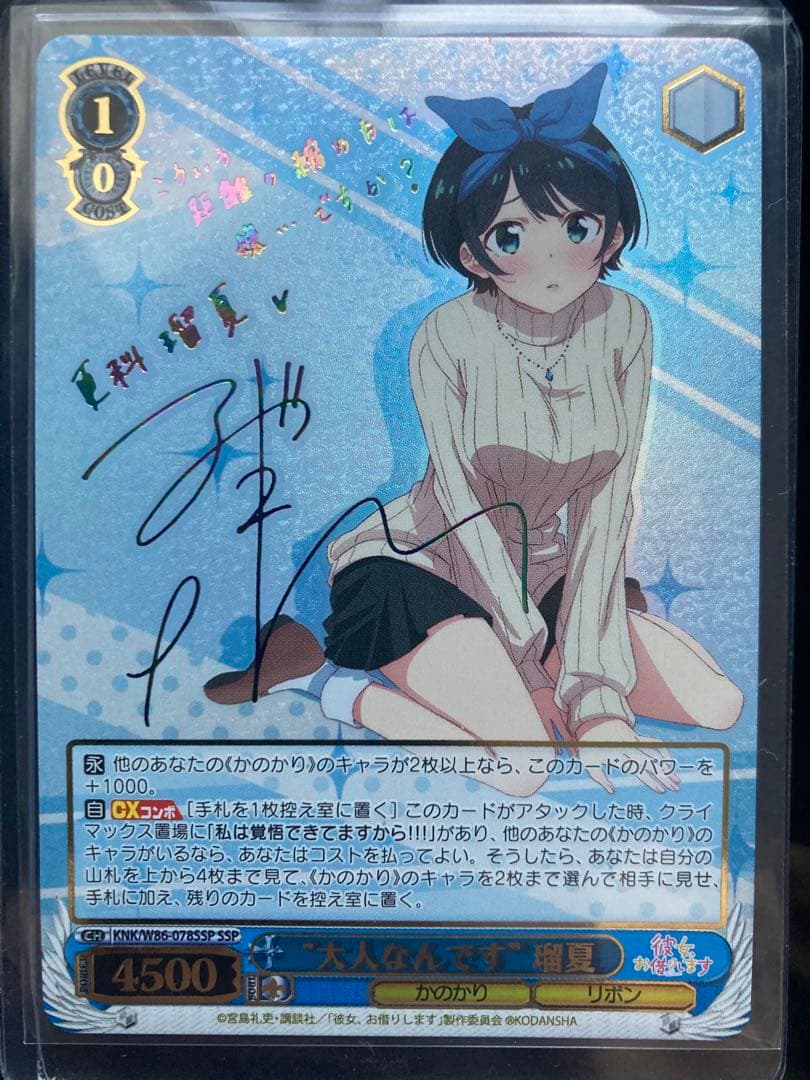 LEVEL
1
0
COST
更科瑠夏
永 他のあなたの《かのかり》のキャラが2枚以上なら、このカードのパワーを
+1000。
自 CXコンボ [手札を1枚控え室に置く] このカードがアタックした時、クライ
マックス置場に「私は覚悟できてますから!!!」があり、他のあなたの《かのかり》の
キャラがいるなら、あなたはコストを払ってよい。そうしたら、あなたは自分の
山札を上から4枚まで見て、《かのかり》のキャラを2枚まで選んで相手に見せ、
手札に加え、残りのカードを控え室に置く。
CH KNK/W86-078SSP SSP
"大人なんです" 瑠夏
彼女、
お借りします
POWER 4500 SOUL
かのかり リボン
©宮島礼吏・講談社/「彼女、お借りします」製作委員会 ®KODANSHA